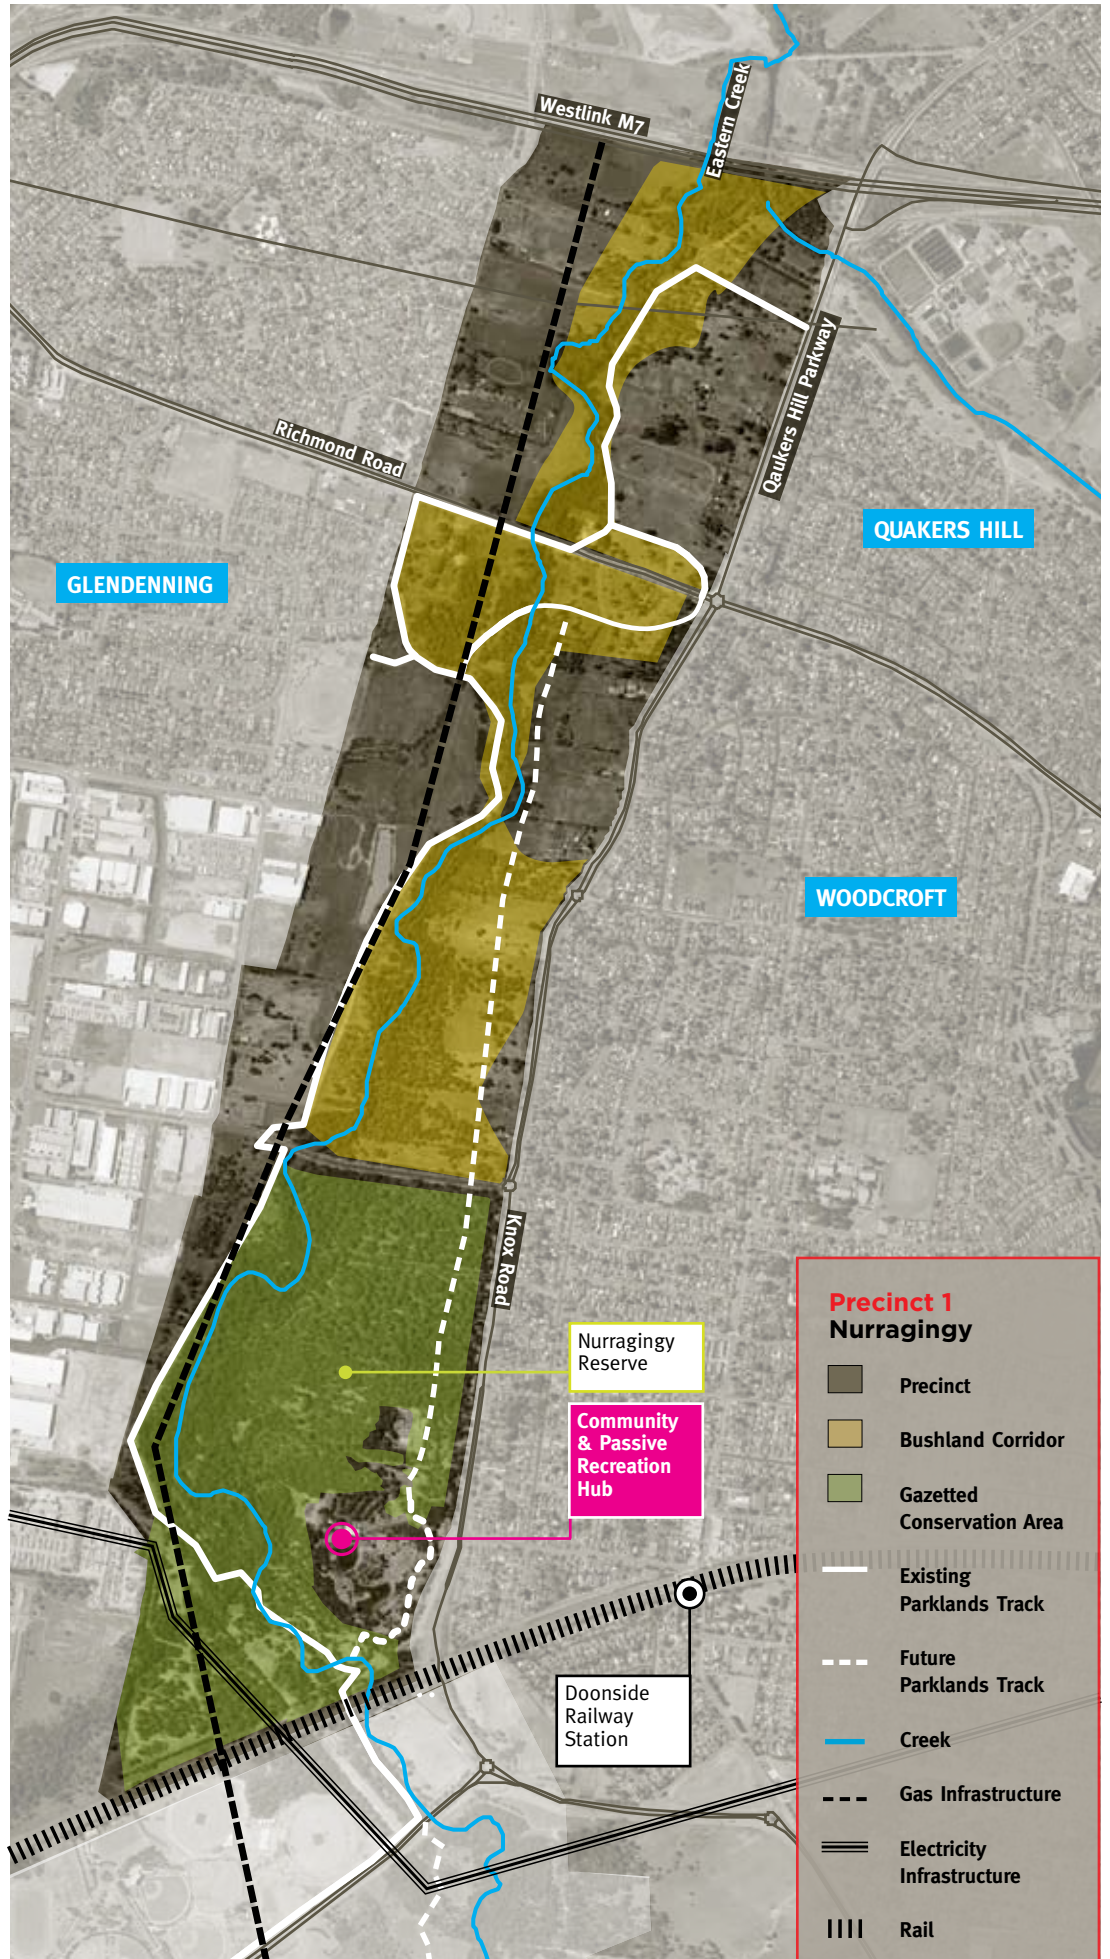 Westlink M7
Eastern Creek
Richmond Road
Qaukers Hill Parkway
QUAKERS HILL
GLENDENNING
WOODCROFT
Knox Road
Nurragingy
Reserve
Community
& Passive
Recreation
Hub
Doonside
Railway
Station
Precinct 1
Nurragingy
Precinct
Bushland Corridor
Gazetted
Conservation Area
Existing
Parklands Track
Future
Parklands Track
Creek
Gas Infrastructure
Electricity
Infrastructure
Rail